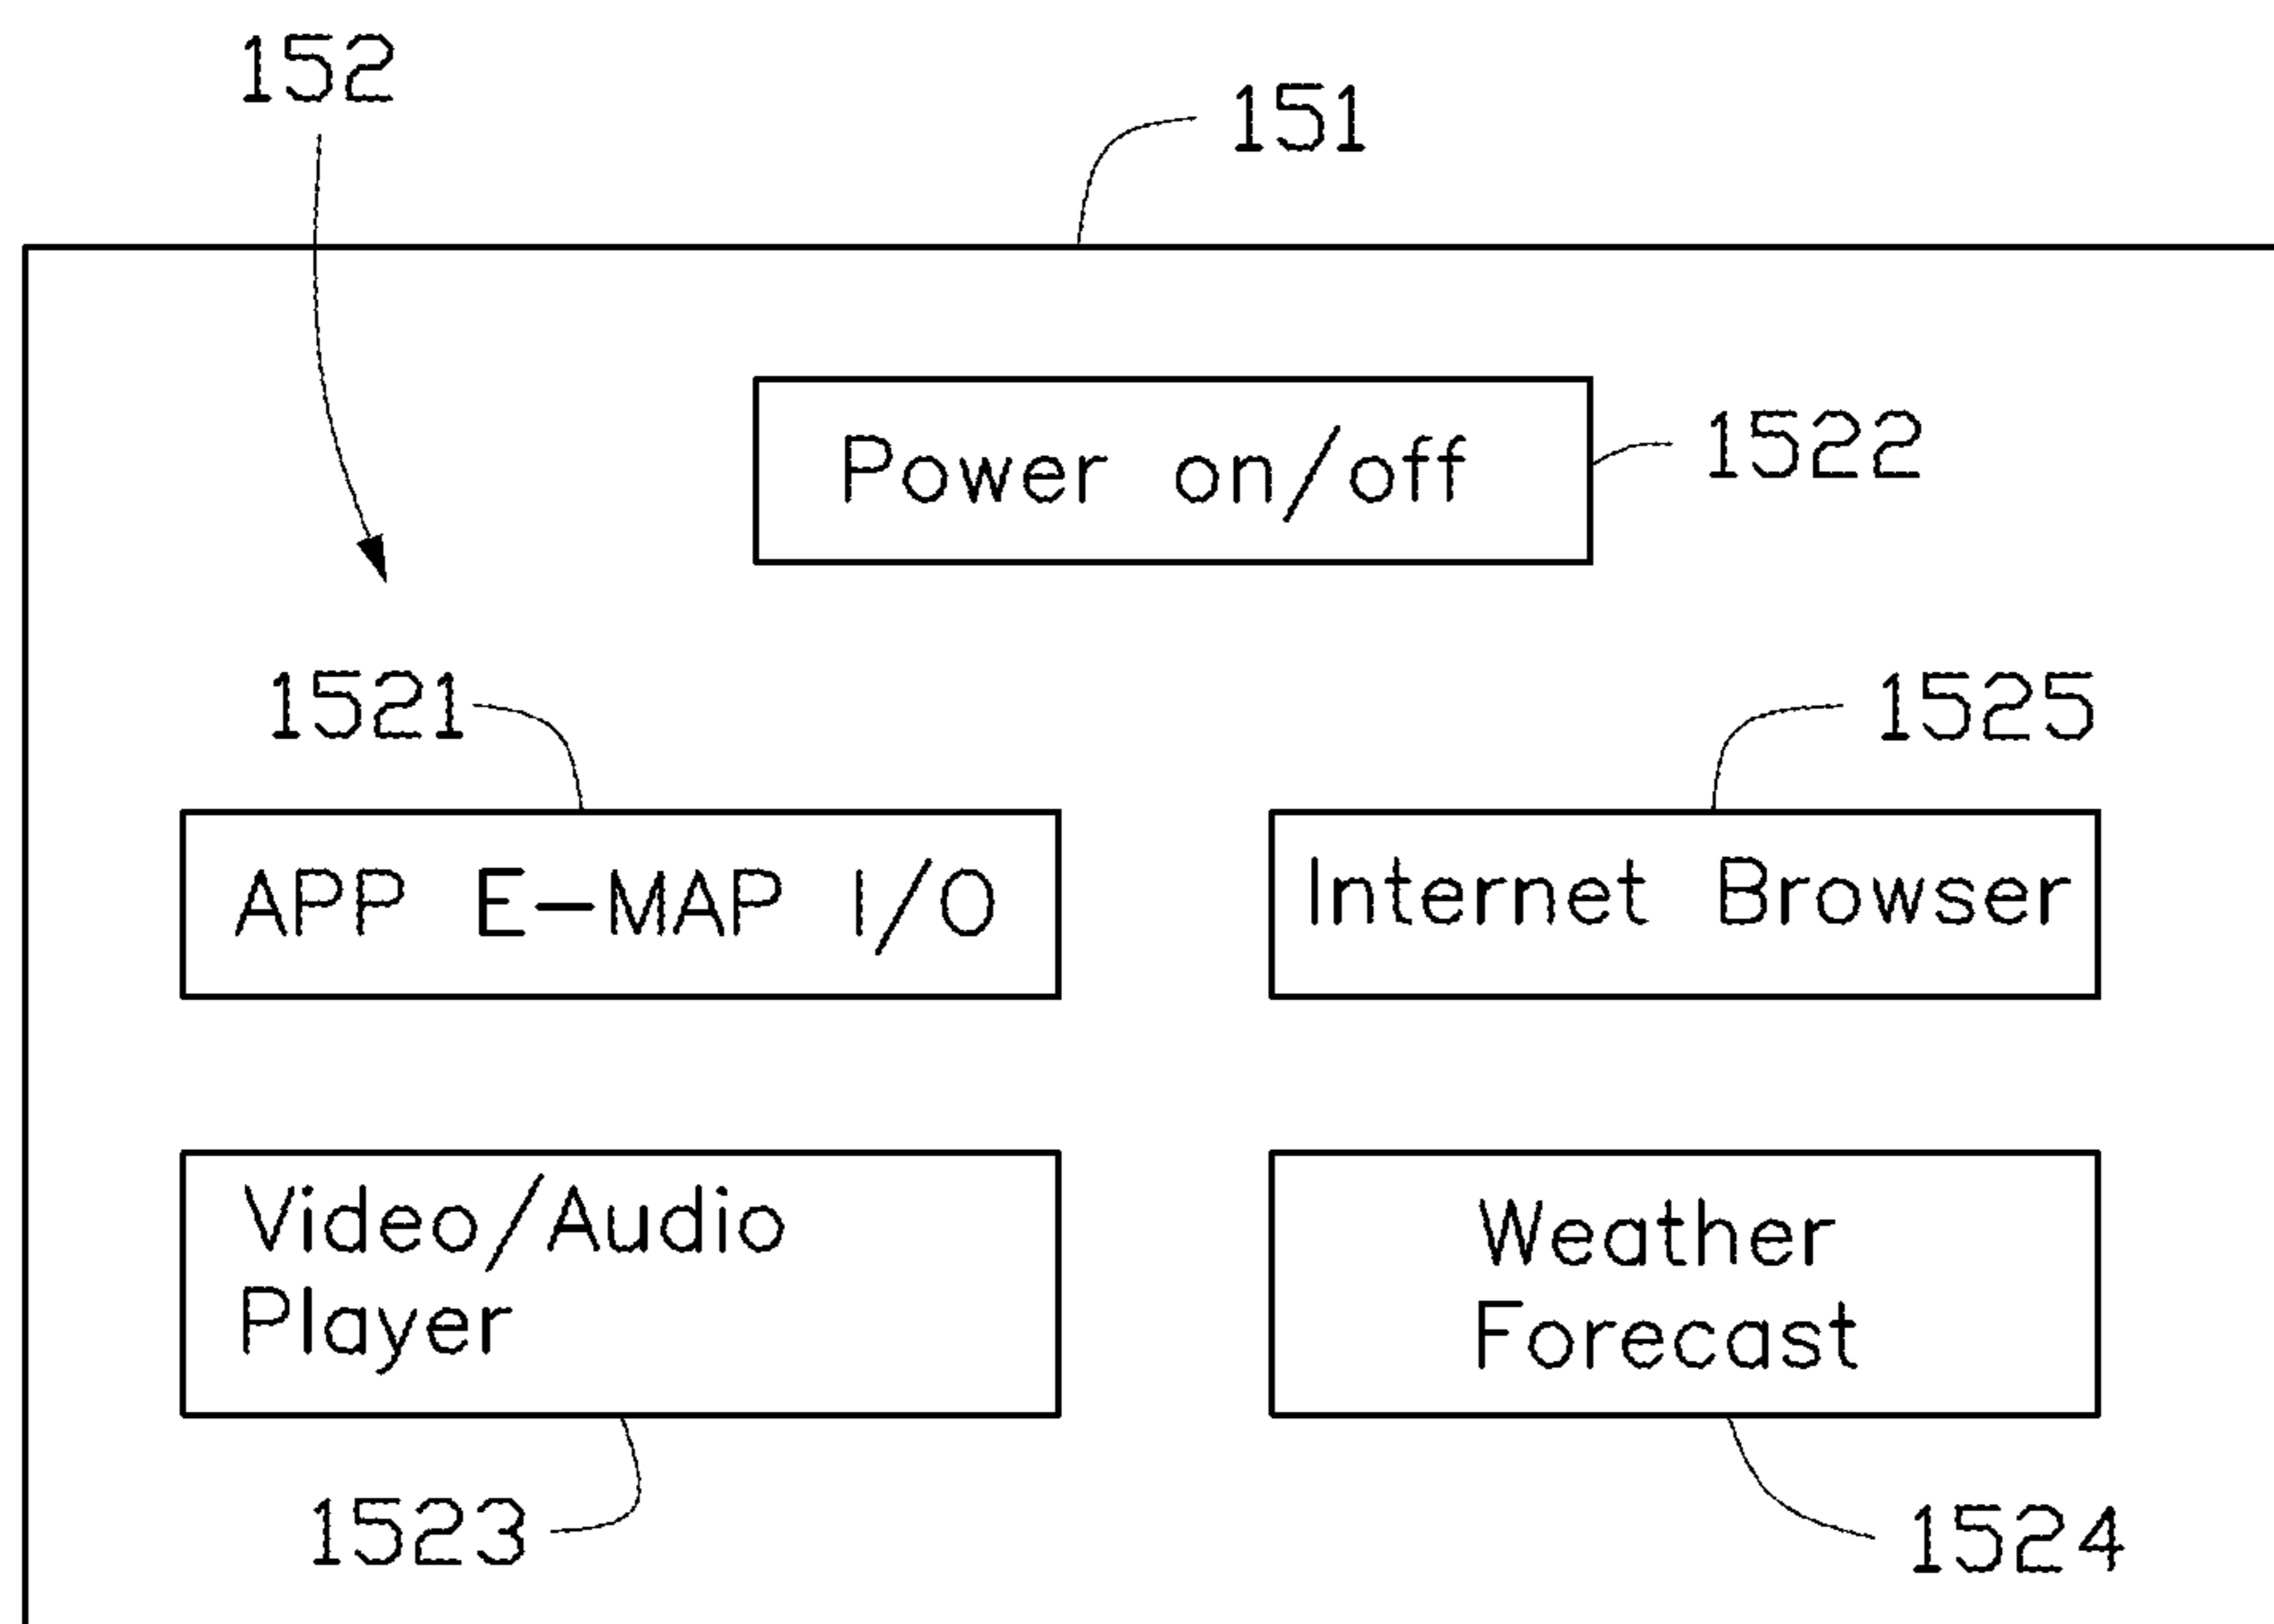 152
151
Power on/off
1522
1521
1525
APP E-MAP I/O
Internet Browser
Video/Audio
Player
Weather
Forecast
1523
1524